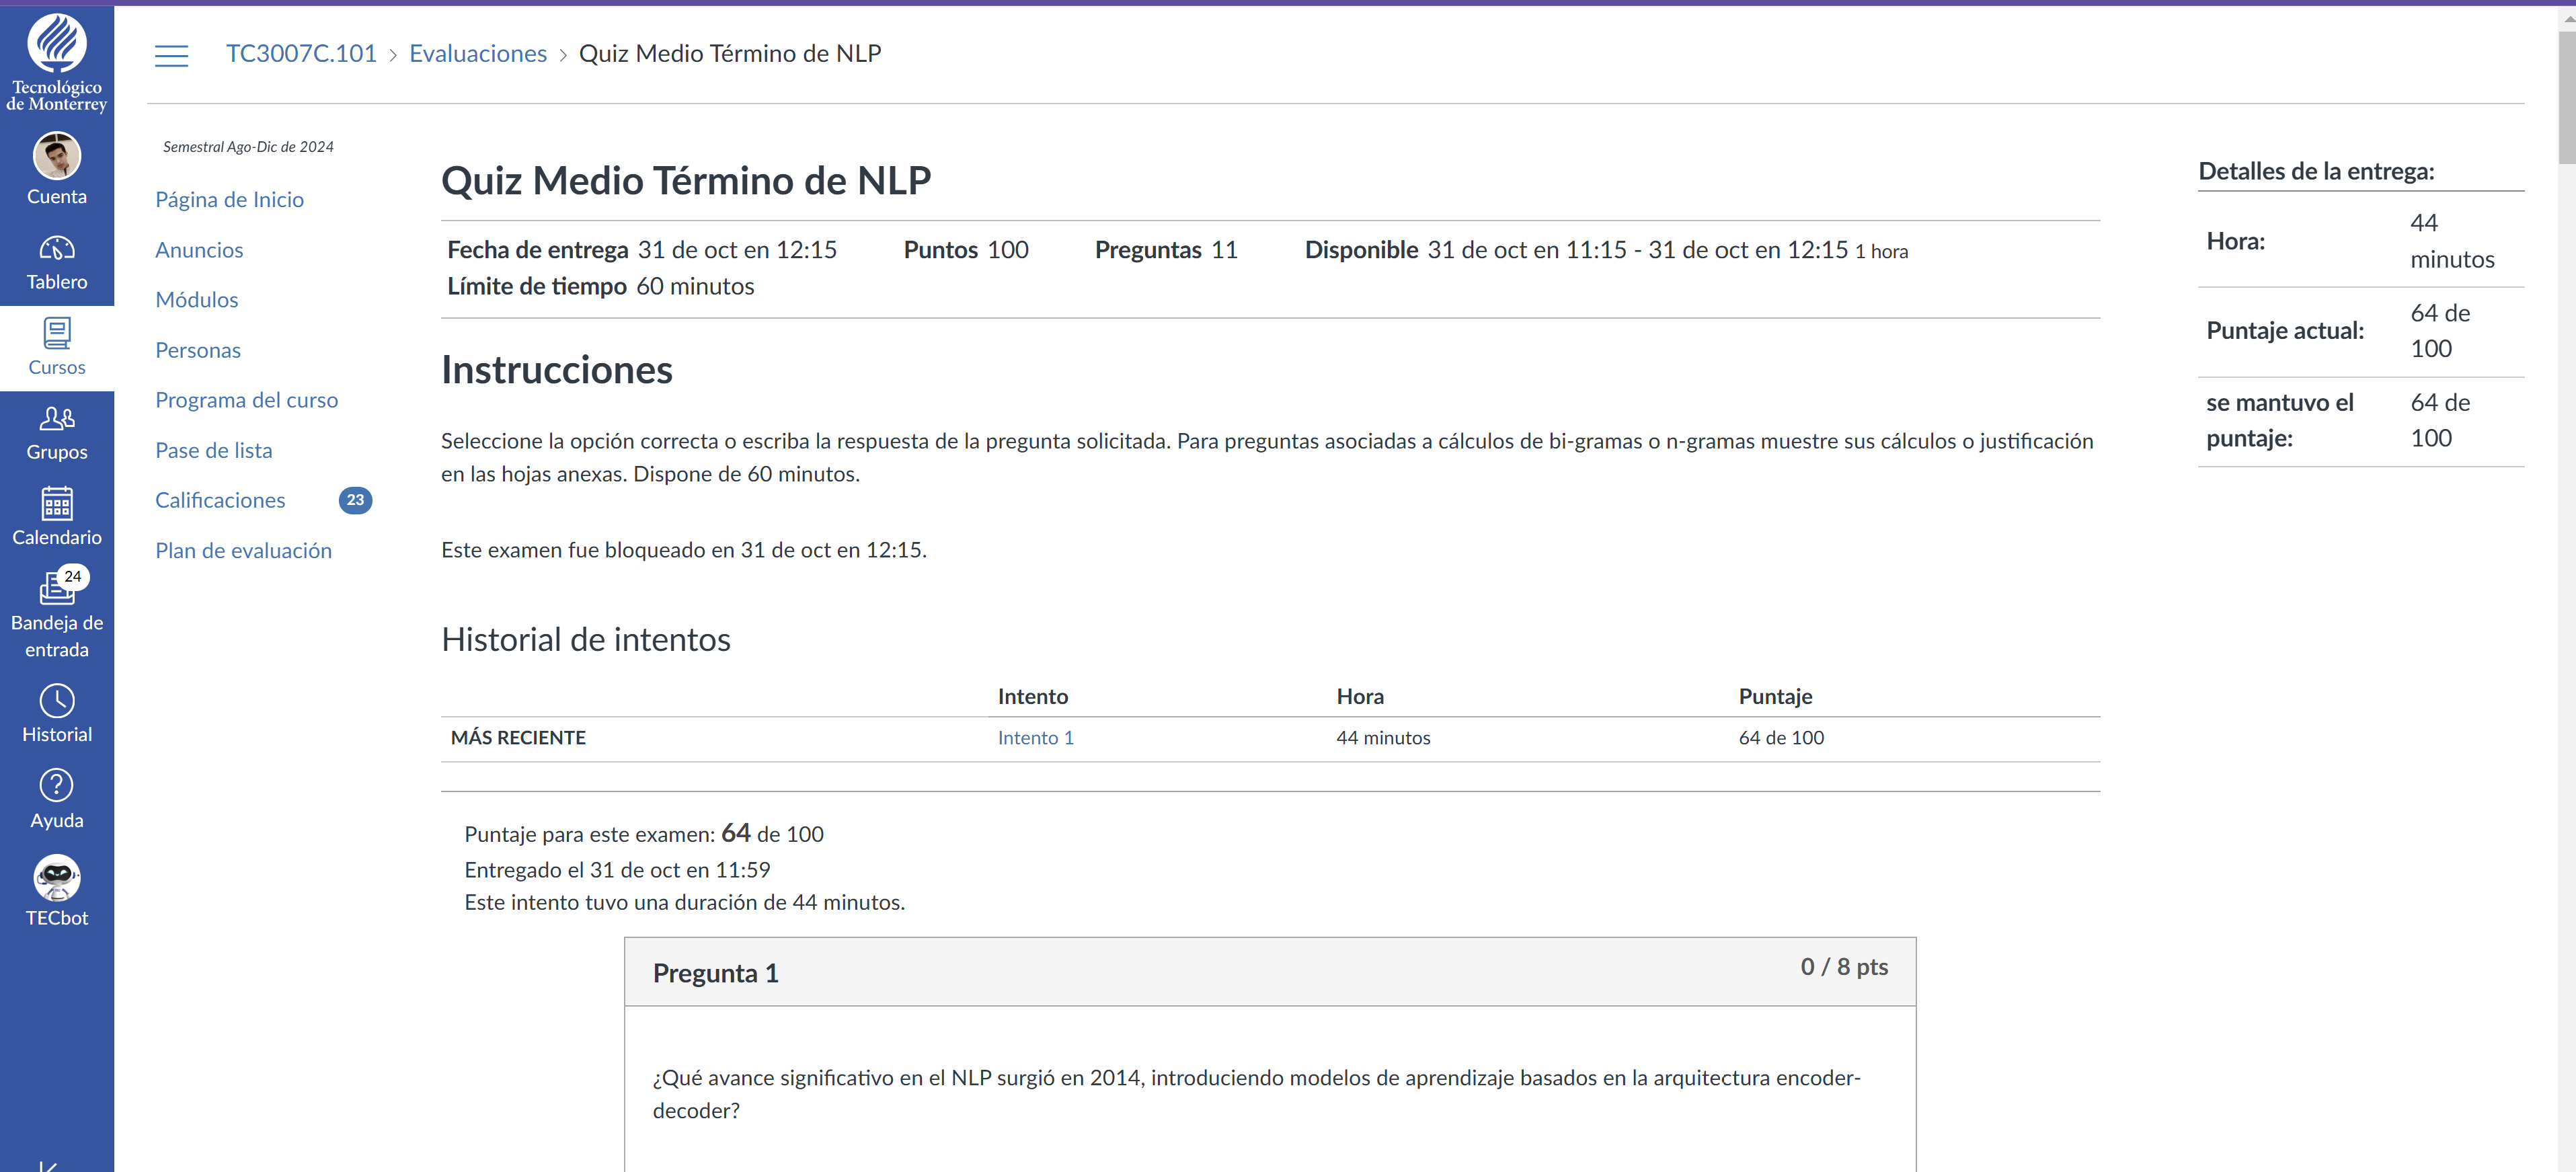 Tecnológico
de Monterrey
Cuenta
Tablero
Cursos
Grupos
Calendario
24
Bandeja de
entrada
Historial
Ayuda
TECbot
TC3007C.101 > Evaluaciones > Quiz Medio Término de NLP
Semestral Ago-Dic de 2024
Página de Inicio
Anuncios
Módulos
Personas
Programa del curso
Pase de lista
Calificaciones 23
Plan de evaluación
Quiz Medio Término de NLP
Fecha de entrega 31 de oct en 12:15 Puntos 100 Preguntas 11 Disponible 31 de oct en 11:15 - 31 de oct en 12:15 1 hora
Límite de tiempo 60 minutos
Instrucciones
Seleccione la opción correcta o escriba la respuesta de la pregunta solicitada. Para preguntas asociadas a cálculos de bi-gramas o n-gramas muestre sus cálculos o justificación
en las hojas anexas. Dispone de 60 minutos.
Este examen fue bloqueado en 31 de oct en 12:15.
Historial de intentos
Intento Hora Puntaje
MÁS RECIENTE Intento 1 44 minutos 64 de 100
Puntaje para este examen: 64 de 100
Entregado el 31 de oct en 11:59
Este intento tuvo una duración de 44 minutos.
Pregunta 1 0 / 8 pts
¿Qué avance significativo en el NLP surgió en 2014, introduciendo modelos de aprendizaje basados en la arquitectura encoder-
decoder?
Detalles de la entrega:
Hora: 44
minutos
Puntaje actual: 64 de
100
se mantuvo el 64 de
puntaje: 100